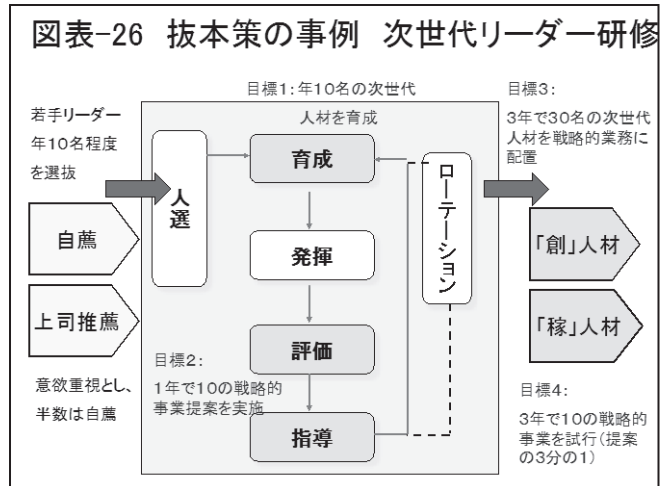 図表-26 抜本策の事例 次世代リーダー研修
目標1:年10名の次世代
人材を育成
若手リーダー
年10名程度
を選抜
自薦
上司推薦
意欲重視とし、
半数は自薦
人選
育成
発揮
評価
指導
目標2:
1年で10の戦略的
事業提案を実施
ローテーション
目標3:
3年で30名の次世代
人材を戦略的業務に
配置
「創」人材
「稼」人材
目標4:
3年で10の戦略的
事業を試行(提案
の3分の1)